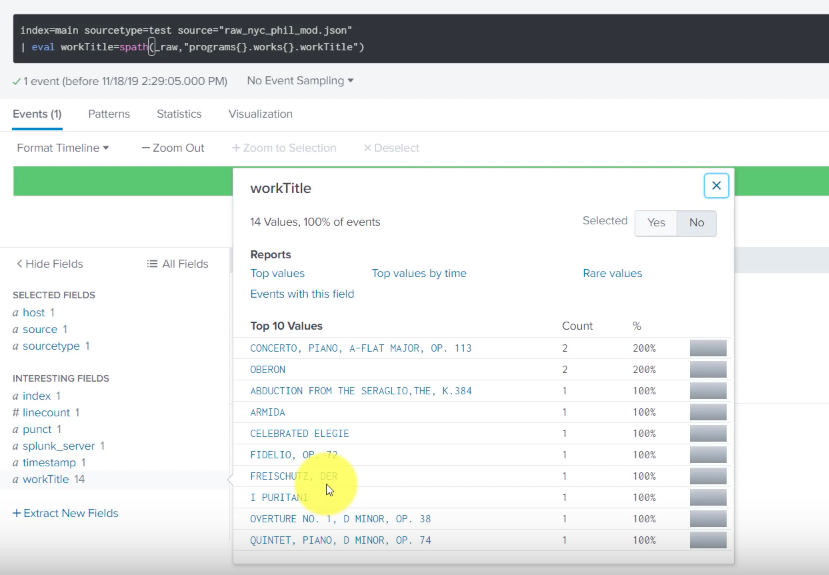 index=main sourcetype=test source="raw_nyc_phil_mod.json"
| eval workTitle=spath(_raw,"programs{}.works{}.workTitle")
✓ 1 event (before 11/18/19 2:29:05.000 PM) No Event Sampling ▾
Events (1) Patterns Statistics Visualization
Format Timeline ▾ — Zoom Out + Zoom to Selection × Deselect
workTitle ×
14 Values, 100% of events Selected Yes No
Reports
Top values Top values by time Rare values
Events with this field
Top 10 Values Count %
CONCERTO, PIANO, A-FLAT MAJOR, OP. 113 2 200%
OBERON 2 200%
ABDUCTION FROM THE SERAGLIO,THE, K.384 1 100%
ARMIDA 1 100%
CELEBRATED ELEGIE 1 100%
FIDELIO, OP. 72 1 100%
FREISCHUTZ, DER 1 100%
I PURITANI 1 100%
OVERTURE NO. 1, D MINOR, OP. 38 1 100%
QUINTET, PIANO, D MINOR, OP. 74 1 100%
< Hide Fields All Fields
SELECTED FIELDS
a host 1
a source 1
a sourcetype 1
INTERESTING FIELDS
a index 1
# linecount 1
a punct 1
a splunk_server 1
a timestamp 1
a workTitle 14
+ Extract New Fields